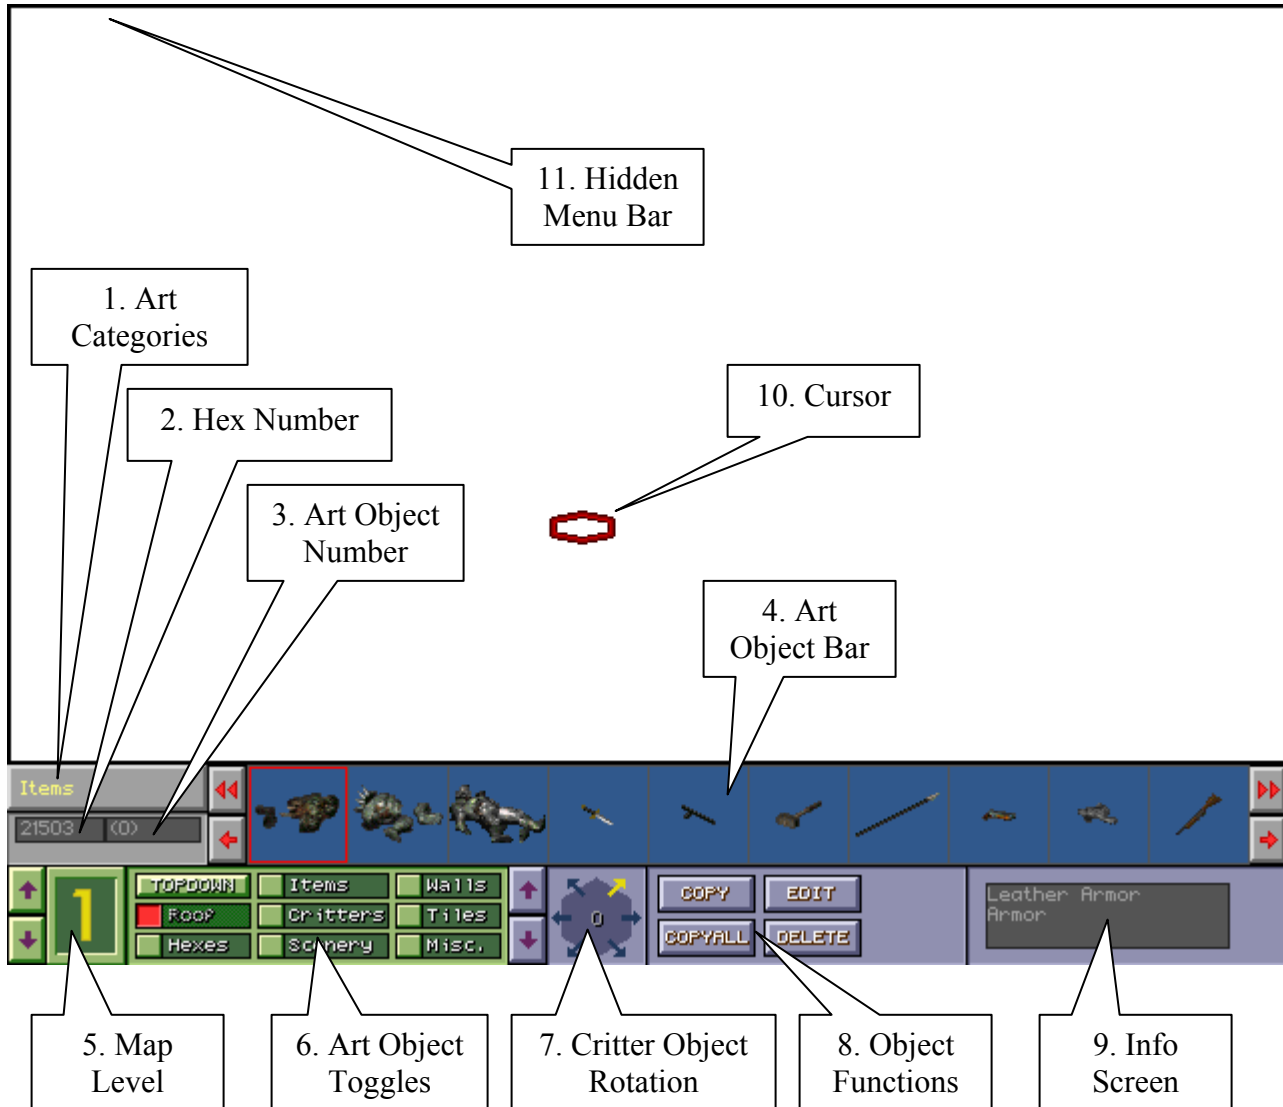 11. Hidden
Menu Bar
1. Art
Categories
2. Hex Number
10. Cursor
3. Art Object
Number
4. Art
Object Bar
Items
21503 (0)
1
TOPDOWN Items Walls
Roof Critters Tiles
Hexes Scenery Misc.
0
COPY EDIT
COPYALL DELETE
Leather Armor
Armor
5. Map
Level
6. Art Object
Toggles
7. Critter Object
Rotation
8. Object
Functions
9. Info
Screen